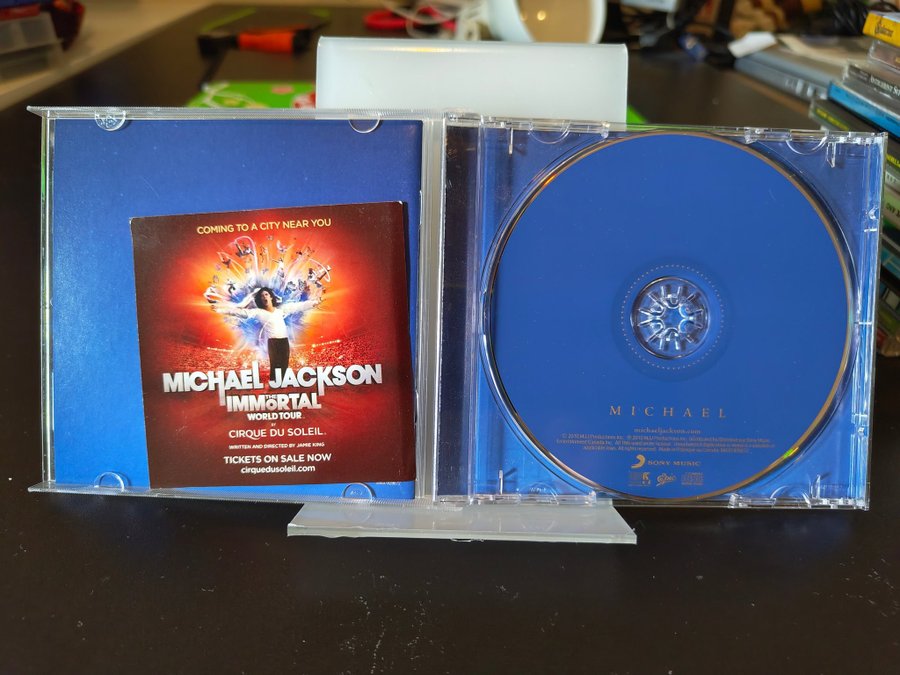 COMING TO A CITY NEAR YOU
MICHAEL JACKSON
THE
IMMORTAL
WORLD TOUR
BY
CIRQUE DU SOLEIL.
WRITTEN AND DIRECTED BY JAMIE KING
TICKETS ON SALE NOW
cirquedusoleil.com
MICHAEL
michaeljackson.com
SONY MUSIC
Epic